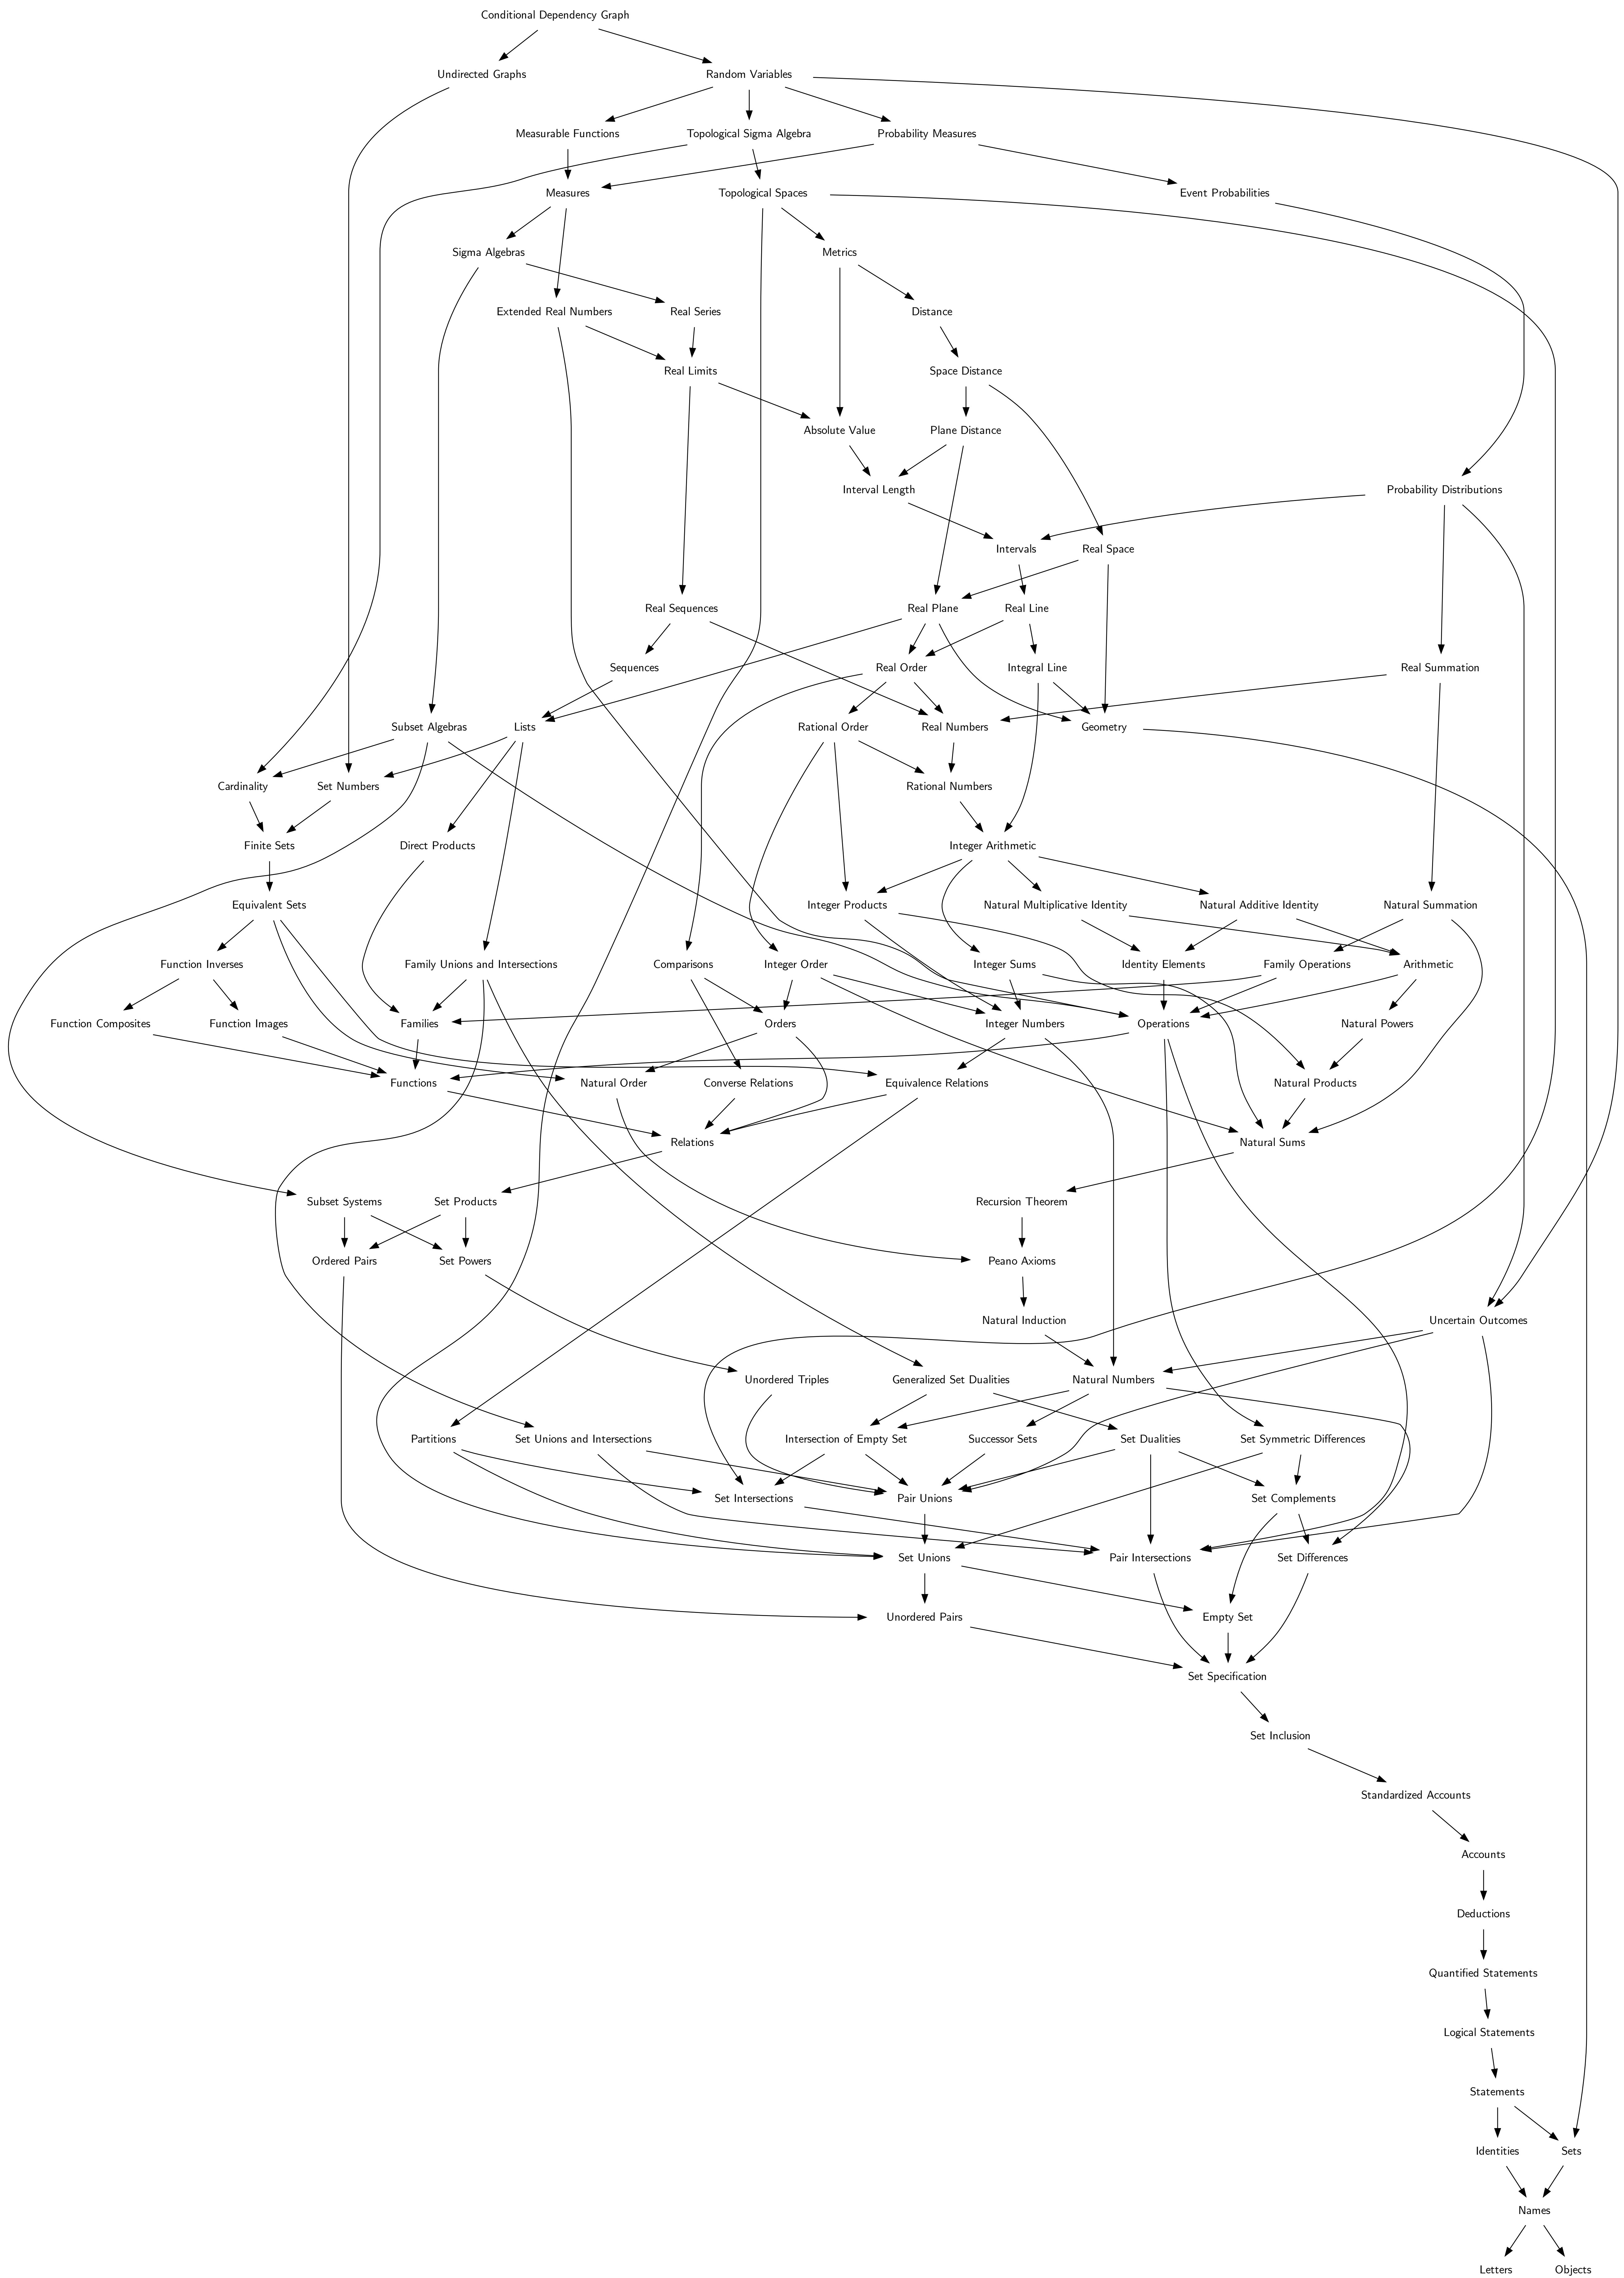 Conditional Dependency Graph
Undirected Graphs
Random Variables
Measurable Functions
Topological Sigma Algebra
Probability Measures
Measures
Topological Spaces
Event Probabilities
Sigma Algebras
Metrics
Extended Real Numbers
Real Series
Distance
Real Limits
Space Distance
Absolute Value
Plane Distance
Interval Length
Probability Distributions
Intervals
Real Space
Real Sequences
Real Plane
Real Line
Sequences
Real Order
Integral Line
Real Summation
Subset Algebras
Lists
Rational Order
Real Numbers
Geometry
Cardinality
Set Numbers
Rational Numbers
Finite Sets
Direct Products
Integer Arithmetic
Equivalent Sets
Integer Products
Natural Multiplicative Identity
Natural Additive Identity
Natural Summation
Function Inverses
Family Unions and Intersections
Comparisons
Integer Order
Integer Sums
Identity Elements
Family Operations
Arithmetic
Function Composites
Function Images
Families
Orders
Integer Numbers
Operations
Natural Powers
Functions
Natural Order
Converse Relations
Equivalence Relations
Natural Products
Relations
Natural Sums
Subset Systems
Set Products
Recursion Theorem
Ordered Pairs
Set Powers
Peano Axioms
Natural Induction
Uncertain Outcomes
Unordered Triples
Generalized Set Dualities
Natural Numbers
Partitions
Set Unions and Intersections
Intersection of Empty Set
Successor Sets
Set Dualities
Set Symmetric Differences
Set Intersections
Pair Unions
Set Complements
Set Unions
Pair Intersections
Set Differences
Unordered Pairs
Empty Set
Set Specification
Set Inclusion
Standardized Accounts
Accounts
Deductions
Quantified Statements
Logical Statements
Statements
Identities
Sets
Names
Letters
Objects